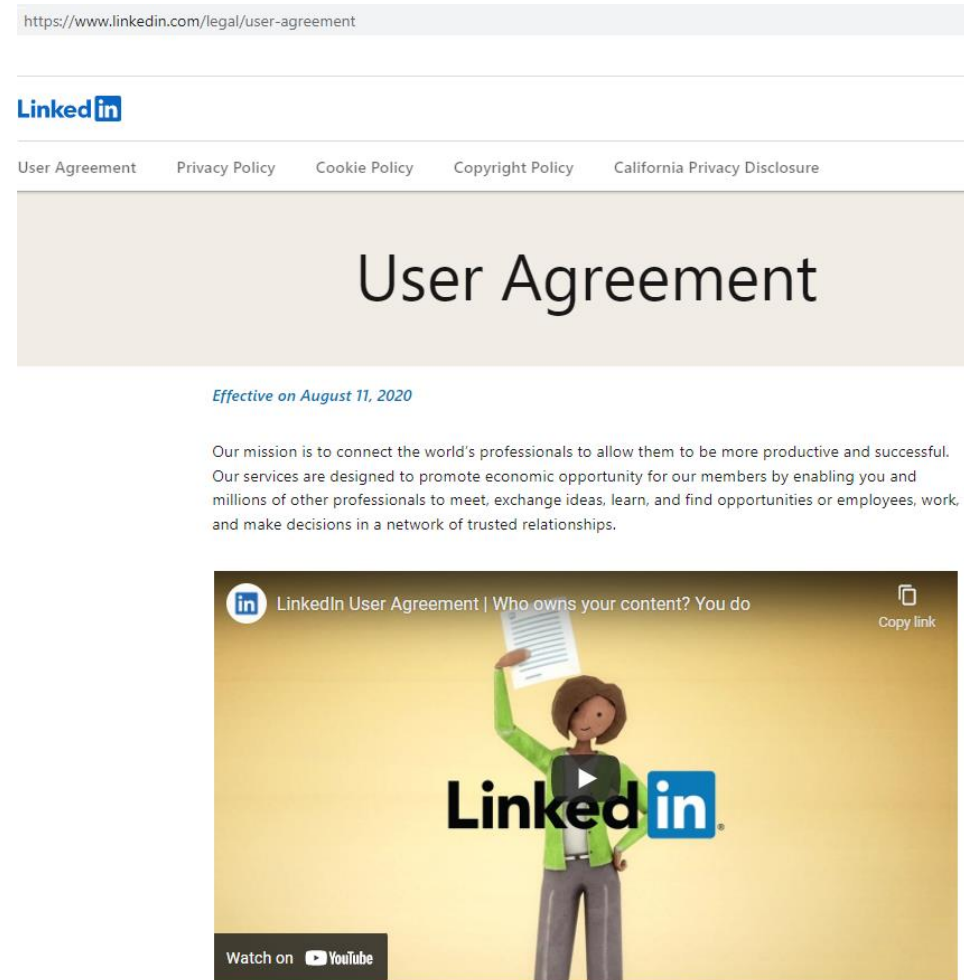 https://www.linkedin.com/legal/user-agreement
Linked in
User Agreement Privacy Policy Cookie Policy Copyright Policy California Privacy Disclosure
User Agreement
Effective on August 11, 2020
Our mission is to connect the world’s professionals to allow them to be more productive and successful.
Our services are designed to promote economic opportunity for our members by enabling you and
millions of other professionals to meet, exchange ideas, learn, and find opportunities or employees, work,
and make decisions in a network of trusted relationships.
in LinkedIn User Agreement | Who owns your content? You do
Copy link
Linked in®
Watch on YouTube